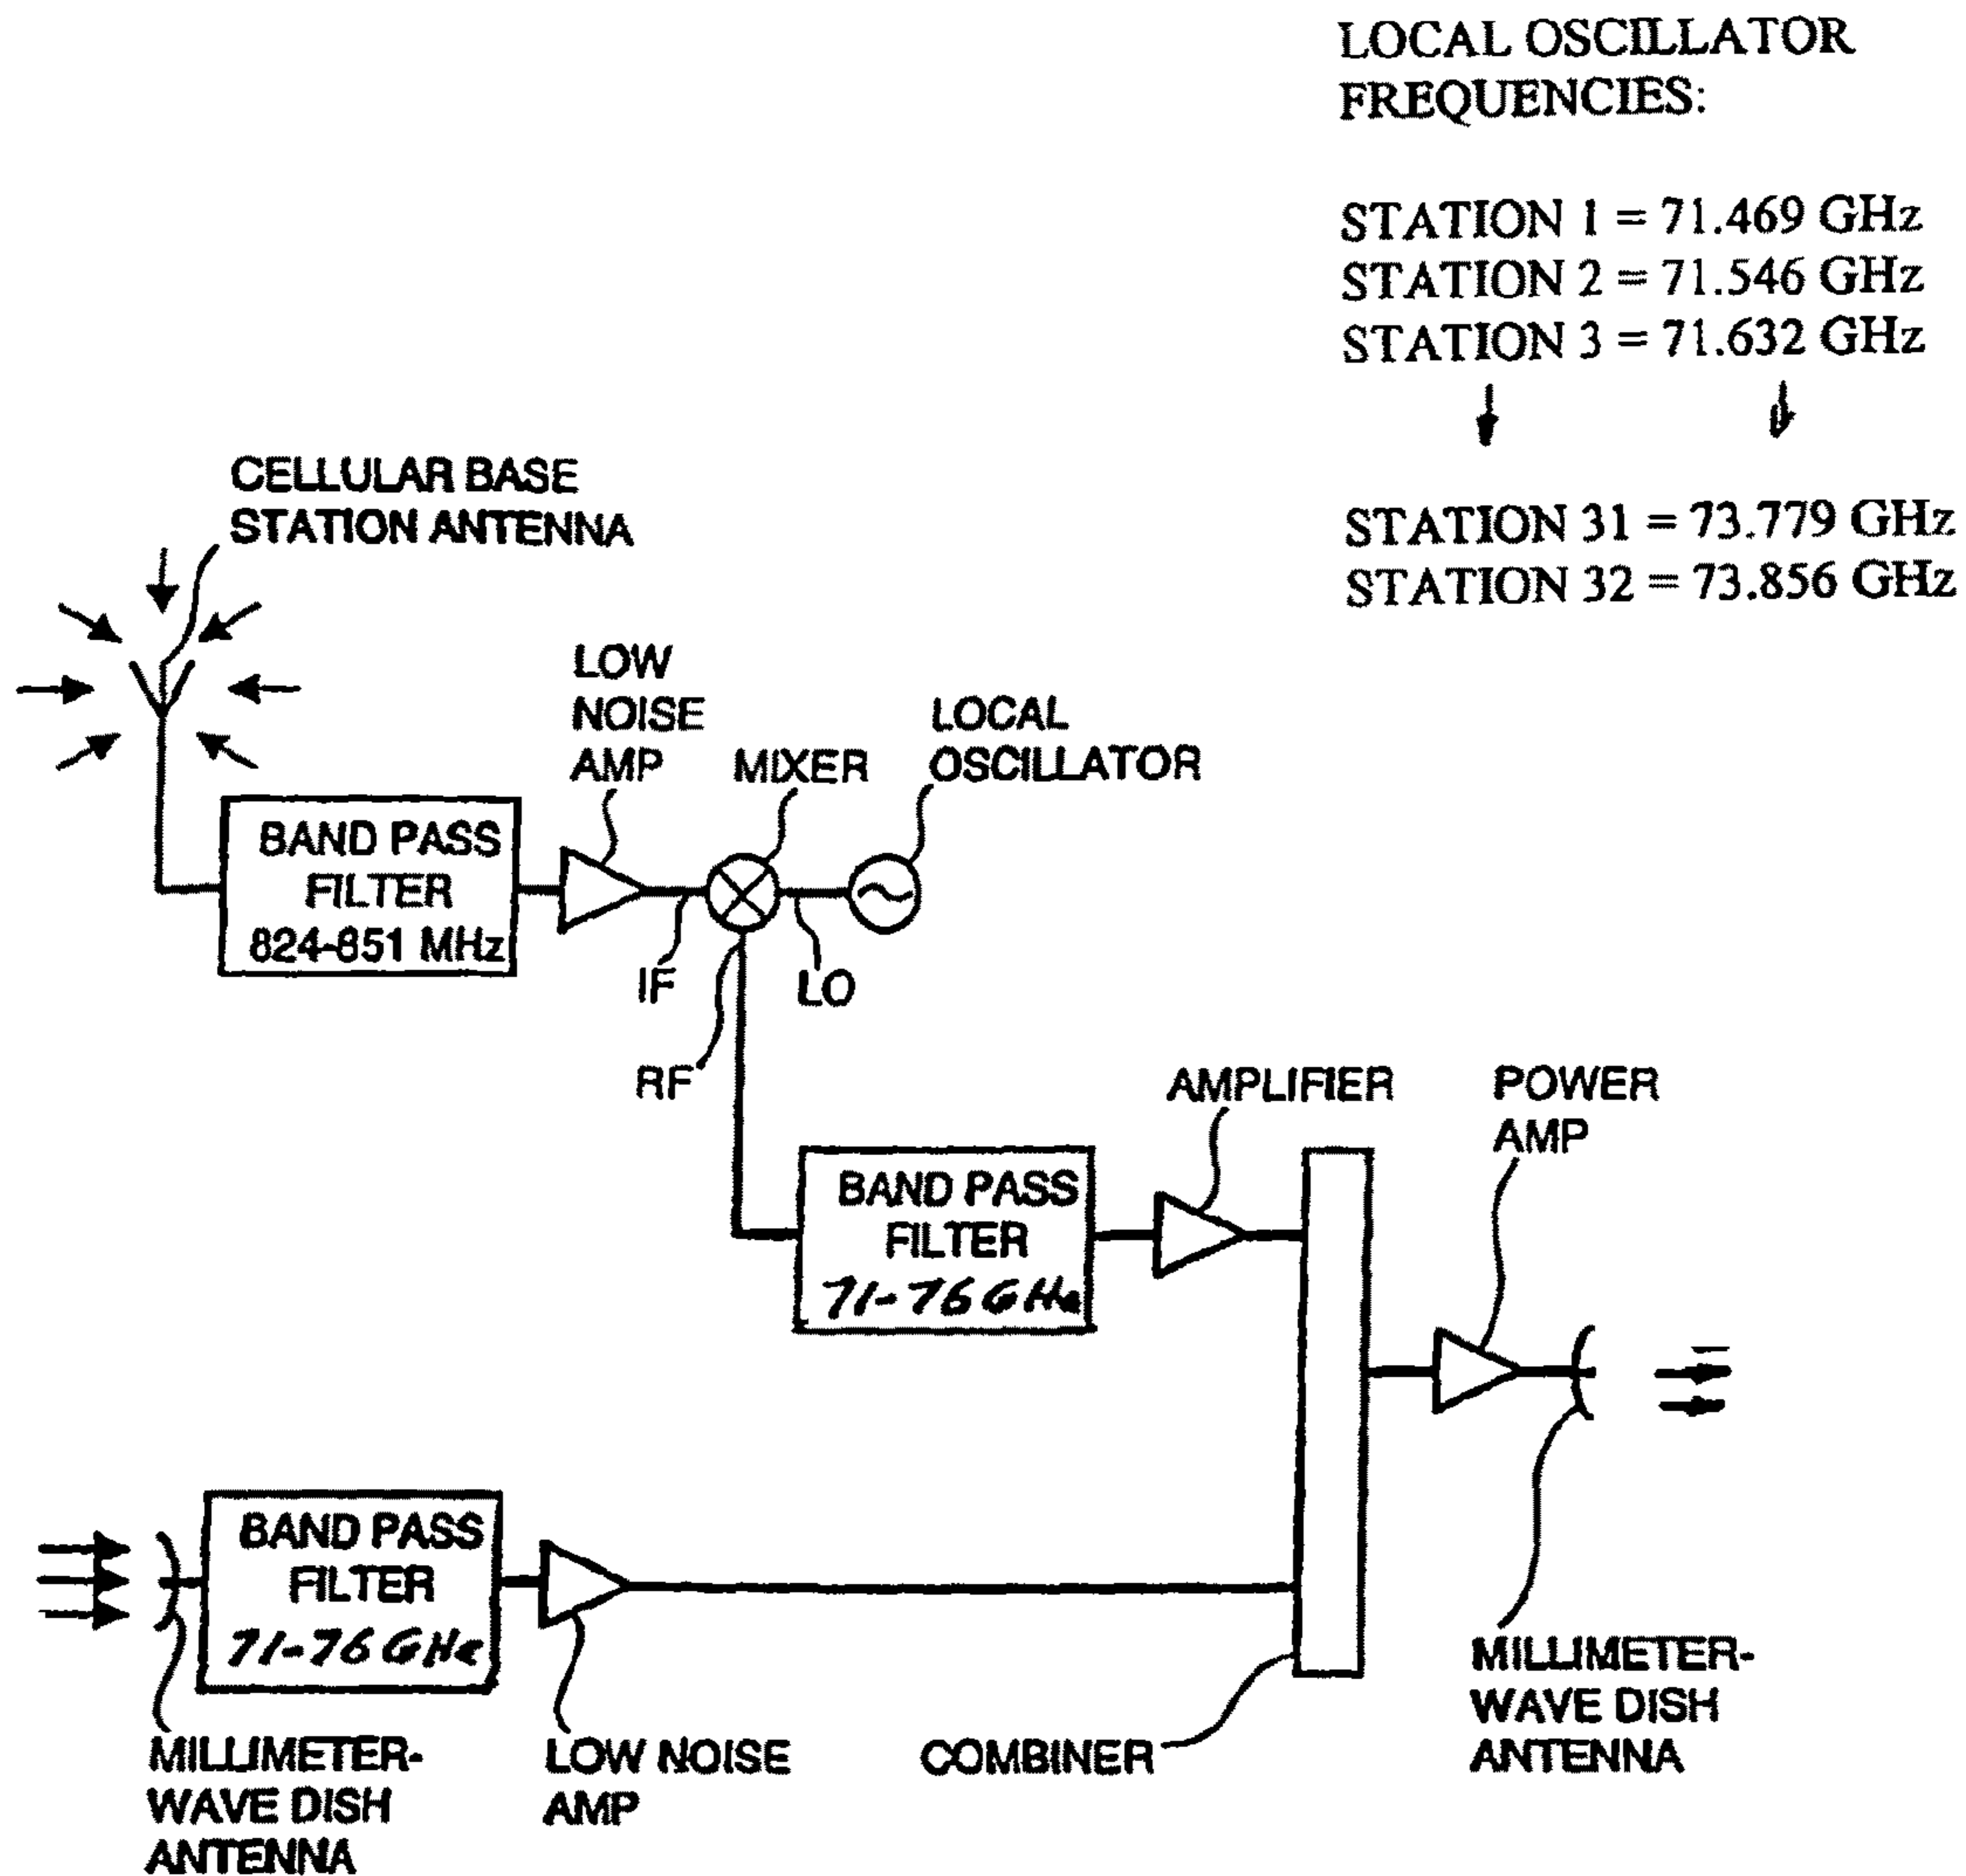 LOCAL OSCILLATOR
FREQUENCIES:
STATION 1 = 71.469 GHz
STATION 2 = 71.546 GHz
STATION 3 = 71.632 GHz
STATION 31 = 73.779 GHz
STATION 32 = 73.856 GHz
CELLULAR BASE
STATION ANTENNA
LOW
NOISE
AMP
MIXER
LOCAL
OSCILLATOR
BAND PASS
FILTER
824-851 MHz
IF
LO
RF
AMPLIFIER
POWER
AMP
BAND PASS
FILTER
71-76 GHz
BAND PASS
FILTER
71-76 GHz
MILLIMETER-
WAVE DISH
ANTENNA
LOW NOISE
AMP
COMBINER
MILLIMETER-
WAVE DISH
ANTENNA